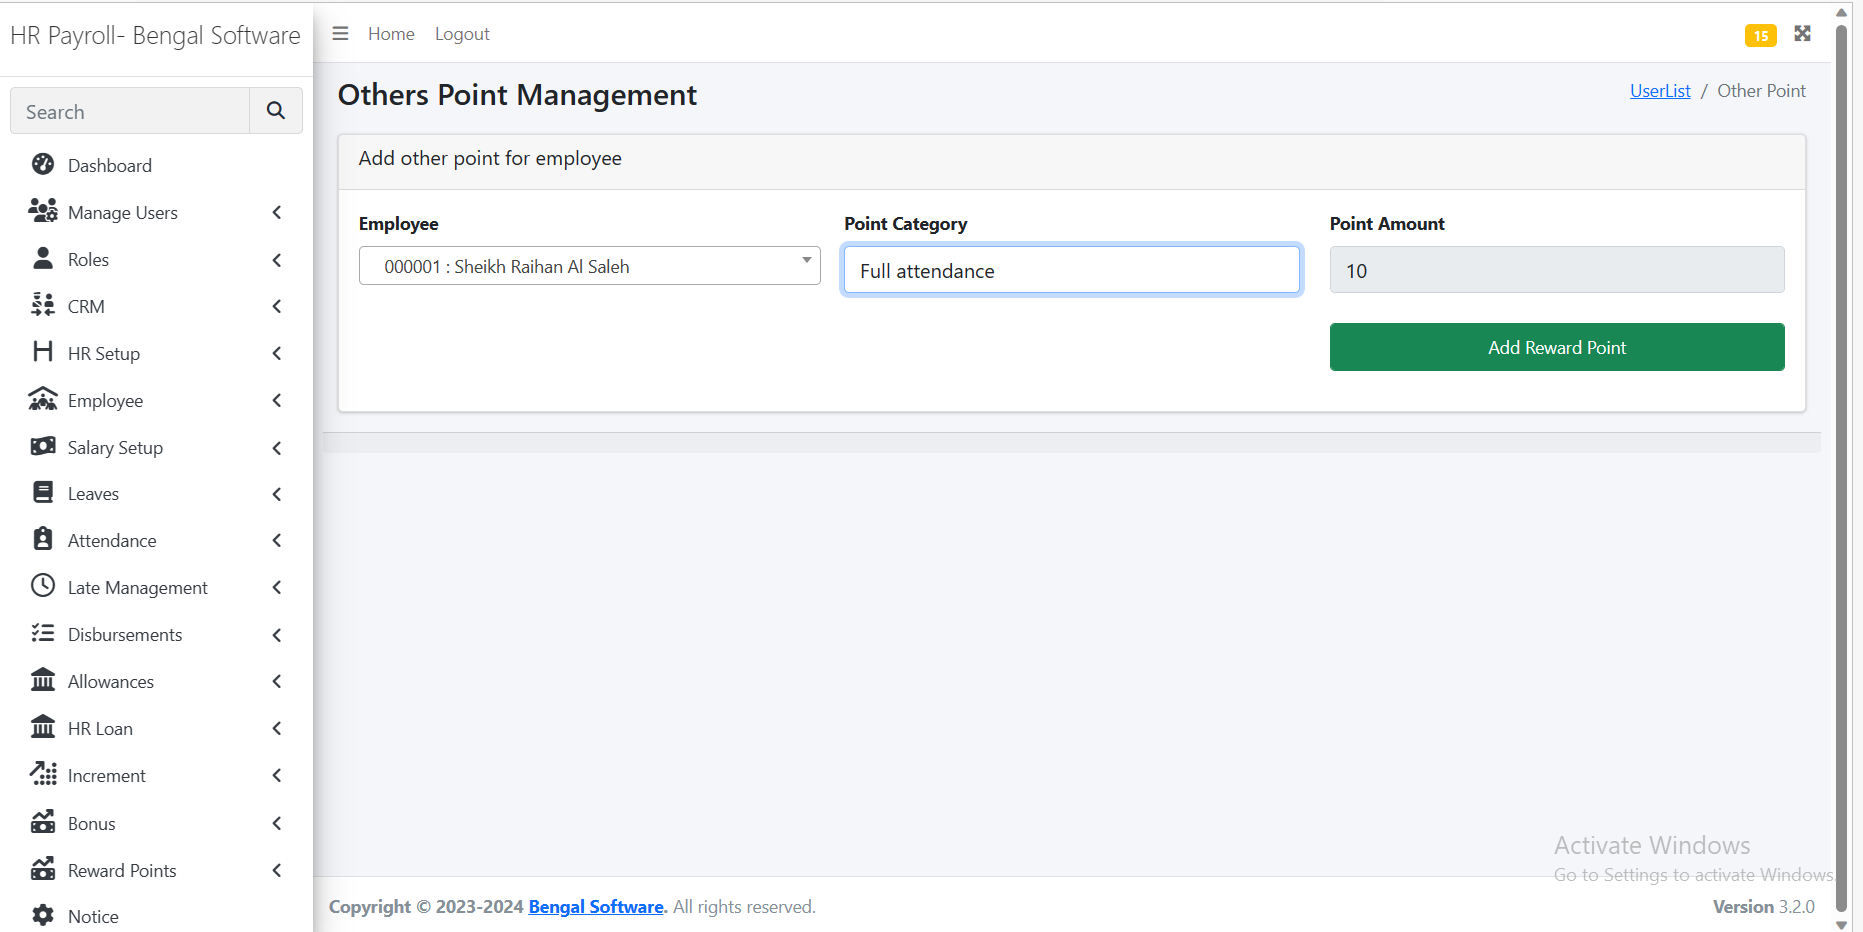 HR Payroll- Bengal Software
Home
Logout
15
Search
Others Point Management
UserList / Other Point
Add other point for employee
Employee
Point Category
Point Amount
000001 : Sheikh Raihan Al Saleh
Full attendance
10
Add Reward Point
Dashboard
Manage Users
Roles
CRM
HR Setup
Employee
Salary Setup
Leaves
Attendance
Late Management
Disbursements
Allowances
HR Loan
Increment
Bonus
Reward Points
Notice
Activate Windows
Go to Settings to activate Windows.
Copyright © 2023-2024 Bengal Software. All rights reserved.
Version 3.2.0